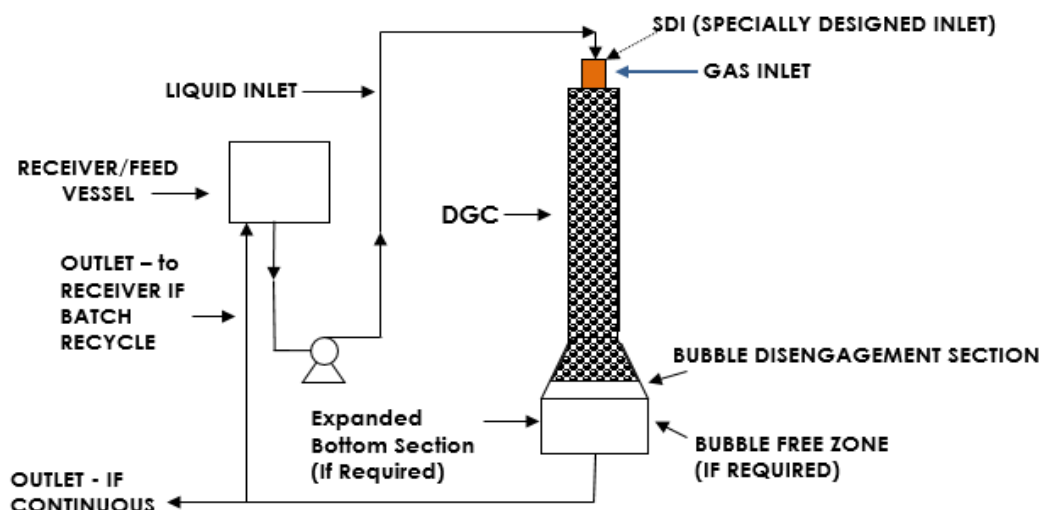 SDI (SPECIALLY DESIGNED INLET)
GAS INLET
LIQUID INLET
RECEIVER/FEED
VESSEL
DGC
OUTLET – to
RECEIVER IF
BATCH
RECYCLE
BUBBLE DISENGAGEMENT SECTION
Expanded
Bottom Section
(If Required)
BUBBLE FREE ZONE
(IF REQUIRED)
OUTLET - IF
CONTINUOUS